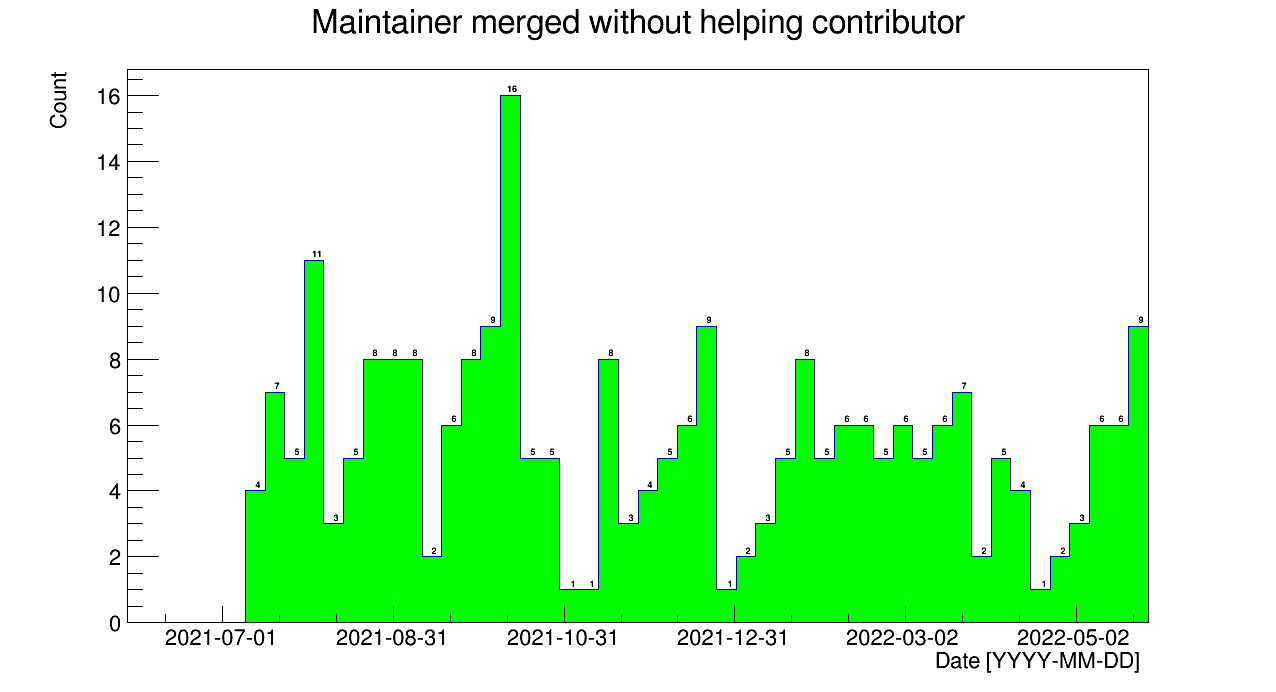 Maintainer merged without helping contributor
Count
16
14
12
10
8
6
4
2
0
4 7 5 11 3 5 8 8 8 2 6 8 9 16 5 5 1 1 8 3 4 5 6 9 1 2 3 5 8 5 6 6 5 6 5 6 7 2 5 4 1 2 3 6 6 9
2021-07-01 2021-08-31 2021-10-31 2021-12-31 2022-03-02 2022-05-02
Date [YYYY-MM-DD]